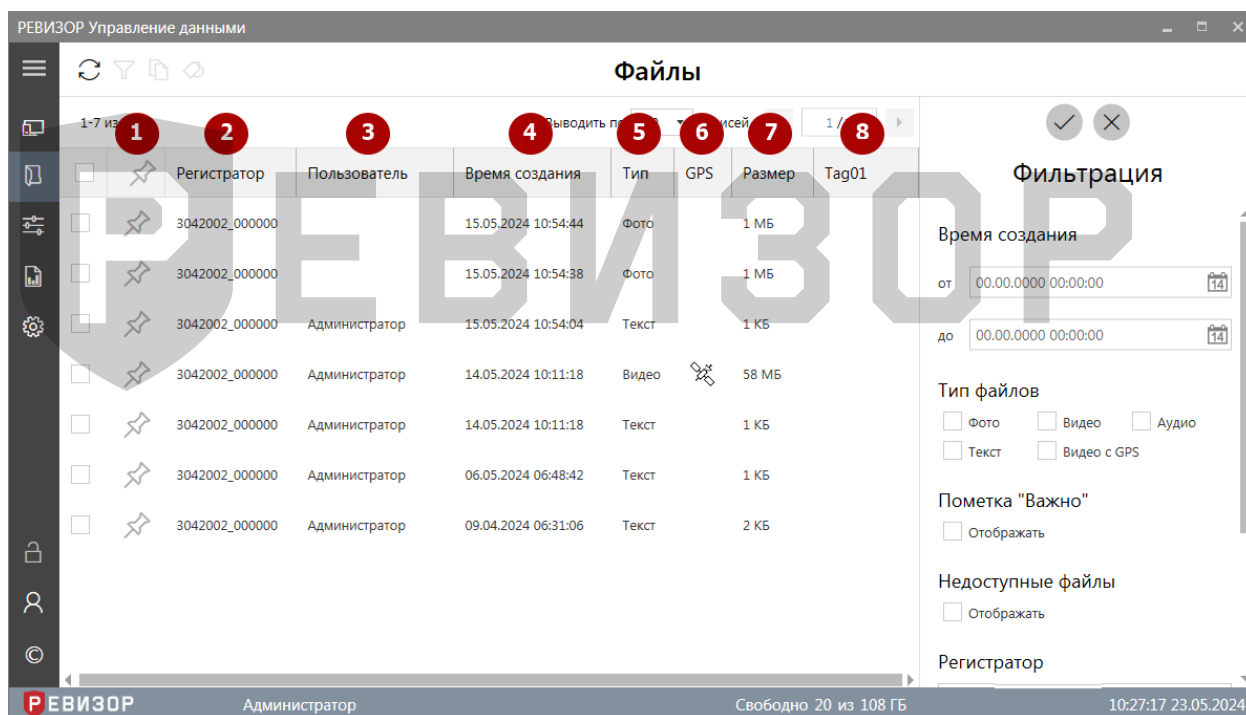 РЕВИЗОР Управление данными
Файлы
1-7 из
Выводить по
1 /
1 2 3 4 5 6 7 8
Регистратор Пользователь Время создания Тип GPS Размер Tag01
3042002_000000 15.05.2024 10:54:44 Фото 1 МБ
3042002_000000 15.05.2024 10:54:38 Фото 1 МБ
3042002_000000 Администратор 15.05.2024 10:54:04 Текст 1 КБ
3042002_000000 Администратор 14.05.2024 10:11:18 Видео 58 МБ
3042002_000000 Администратор 14.05.2024 10:11:18 Текст 1 КБ
3042002_000000 Администратор 06.05.2024 06:48:42 Текст 1 КБ
3042002_000000 Администратор 09.04.2024 06:31:06 Текст 2 КБ
РЕВИЗОР
Фильтрация
Время создания
от 00.00.0000 00:00:00 14
до 00.00.0000 00:00:00 14
Тип файлов
Фото Видео Аудио
Текст Видео с GPS
Пометка "Важно"
Отображать
Недоступные файлы
Отображать
Регистратор
©
РЕВИЗОР Администратор Свободно 20 из 108 ГБ 10:27:17 23.05.2024